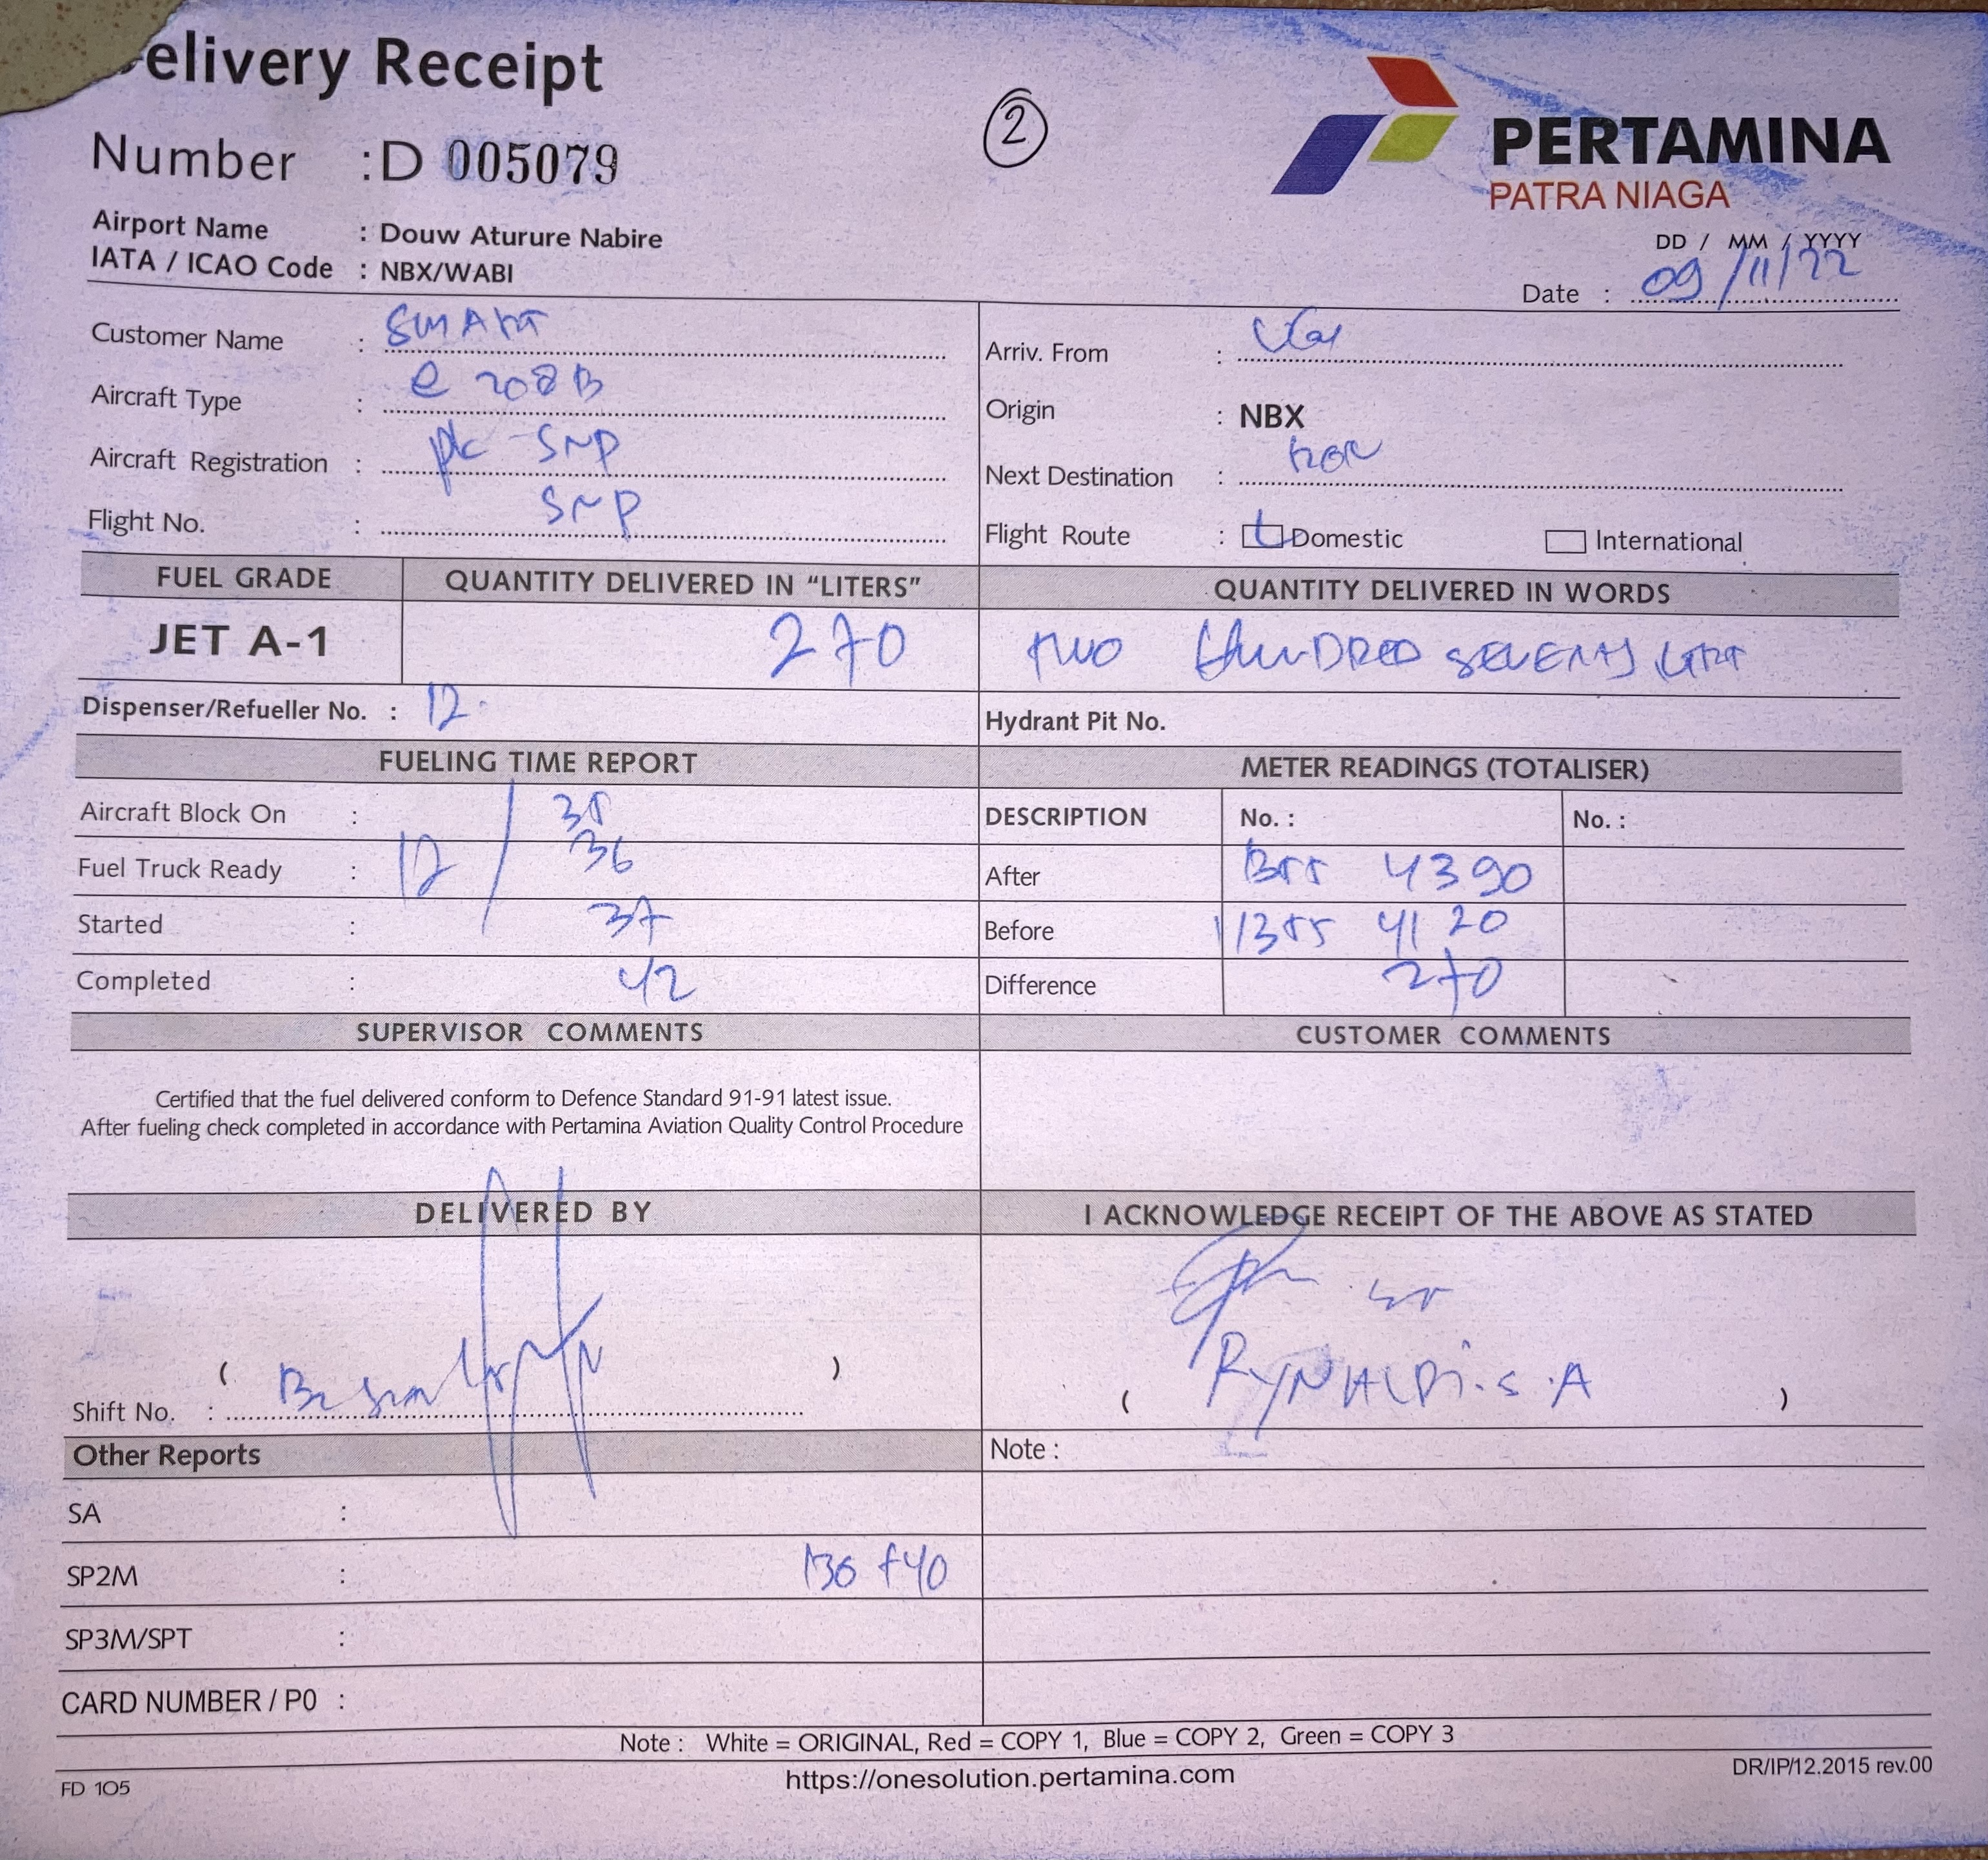 elivery Receipt
2
PERTAMINA
PATRA NIAGA
Number : D 005079
Airport Name : Douw Aturure Nabire
IATA / ICAO Code : NBX/WABI
DD / MM / YYYY
Date : 09/11/22
Customer Name : SMART
Arriv. From :
Aircraft Type : C 208 B
Origin : NBX
Aircraft Registration : pk - SNP
Next Destination :
Flight No. : SNP
Flight Route : Domestic International
FUEL GRADE QUANTITY DELIVERED IN “LITERS” QUANTITY DELIVERED IN WORDS
JET A-1 270 TWO HUNDRED SEVENTY
Dispenser/Refueller No. : 12
Hydrant Pit No.
FUELING TIME REPORT METER READINGS (TOTALISER)
Aircraft Block On : 35
DESCRIPTION No. : No. :
Fuel Truck Ready : 12 / 36
After 4390
Started : 37
Before 4120
Completed : 42
Difference 270
SUPERVISOR COMMENTS CUSTOMER COMMENTS
Certified that the fuel delivered conform to Defence Standard 91-91 latest issue.
After fueling check completed in accordance with Pertamina Aviation Quality Control Procedure
DELIVERED BY I ACKNOWLEDGE RECEIPT OF THE ABOVE AS STATED
( )
( RYNALDI.S.A )
Shift No. :
Other Reports Note :
SA :
SP2M :
SP3M/SPT :
CARD NUMBER / P0 :
Note : White = ORIGINAL, Red = COPY 1, Blue = COPY 2, Green = COPY 3
FD 105 https://onesolution.pertamina.com DR/IP/12.2015 rev.00